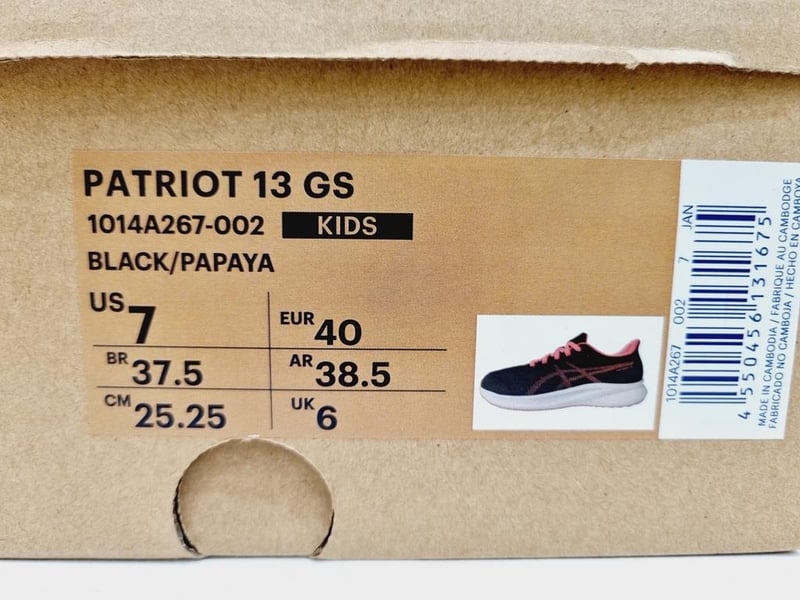 PATRIOT 13 GS
1014A267-002 KIDS
BLACK/PAPAYA
US 7 EUR 40
BR 37.5 AR 38.5
CM 25.25 UK 6
1014A267 002 7 JAN
4 550456 131675
MADE IN CAMBODIA / FABRIQUE AU CAMBODGE
FABRICADO NO CAMBOJA / HECHO EN CAMBOYA